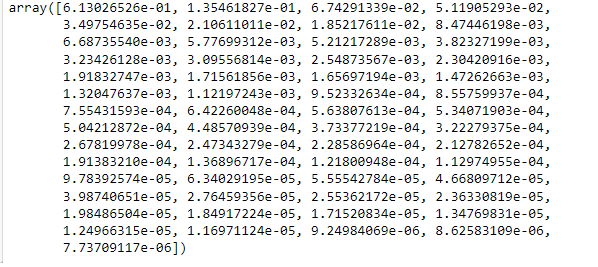 array([6.13026526e-01, 1.35461827e-01, 6.74291339e-02, 5.11905293e-02,
3.49754635e-02, 2.10611011e-02, 1.85217611e-02, 8.47446198e-03,
6.68735540e-03, 5.77699312e-03, 5.21217289e-03, 3.82327199e-03,
3.23426128e-03, 3.09556814e-03, 2.54873567e-03, 2.30420916e-03,
1.91832747e-03, 1.71561856e-03, 1.65697194e-03, 1.47262663e-03,
1.32047637e-03, 1.12197243e-03, 9.52332634e-04, 8.55759937e-04,
7.55431593e-04, 6.42260048e-04, 5.63807613e-04, 5.34071903e-04,
5.04212872e-04, 4.48570939e-04, 3.73377219e-04, 3.22279375e-04,
2.67819978e-04, 2.47343279e-04, 2.28586964e-04, 2.12782652e-04,
1.91383210e-04, 1.36896717e-04, 1.21800948e-04, 1.12974955e-04,
9.78392574e-05, 6.34029195e-05, 5.55542784e-05, 4.66809712e-05,
3.98740651e-05, 2.76459356e-05, 2.55362172e-05, 2.36330819e-05,
1.98486504e-05, 1.84917224e-05, 1.71520834e-05, 1.34769831e-05,
1.24966315e-05, 1.16971124e-05, 9.24984069e-06, 8.62583109e-06,
7.73709117e-06])